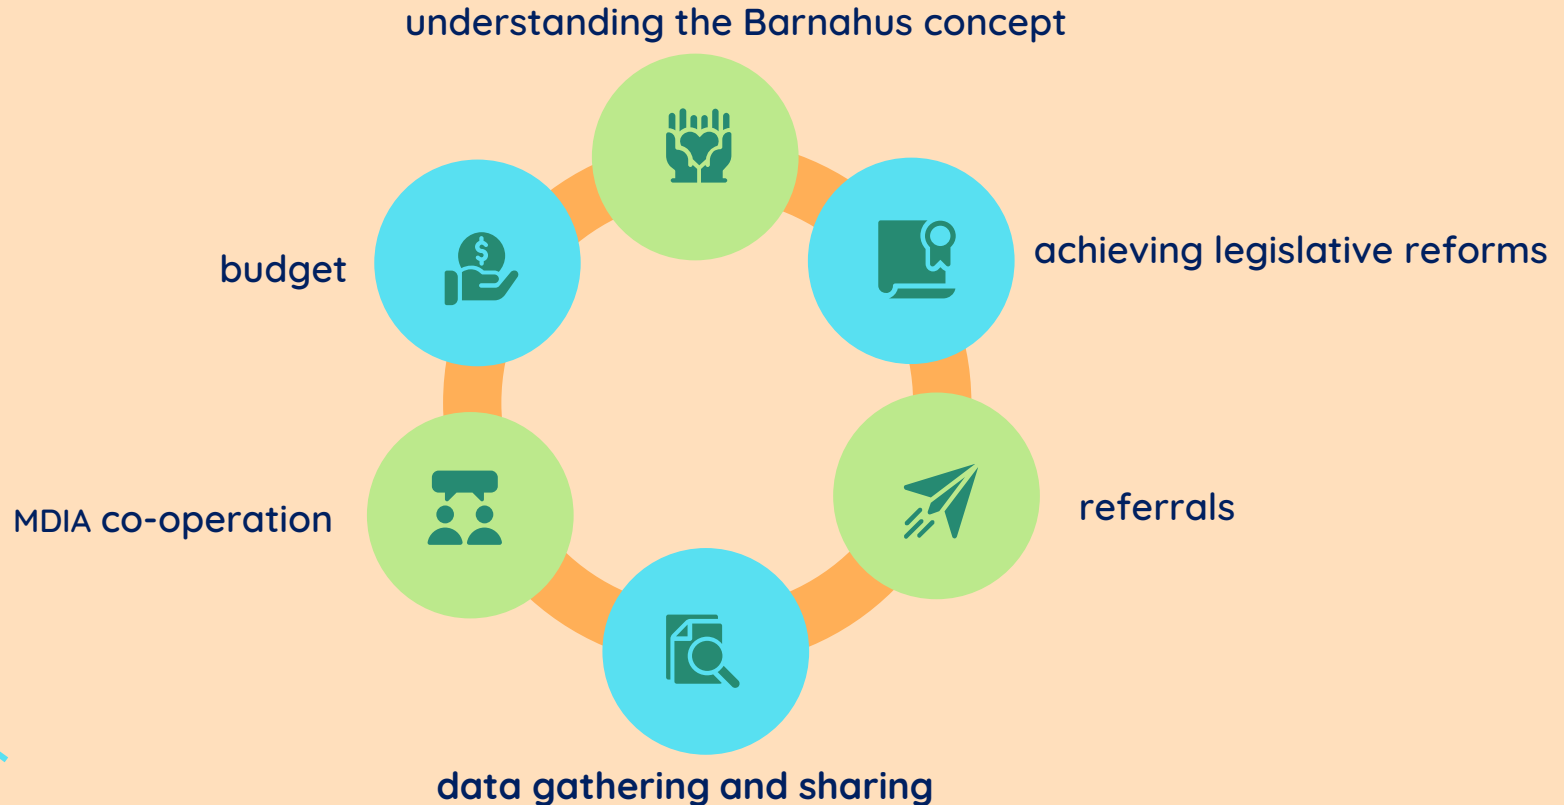 understanding the Barnahus concept
achieving legislative reforms
budget
$
referrals
MDIA co-operation
data gathering and sharing